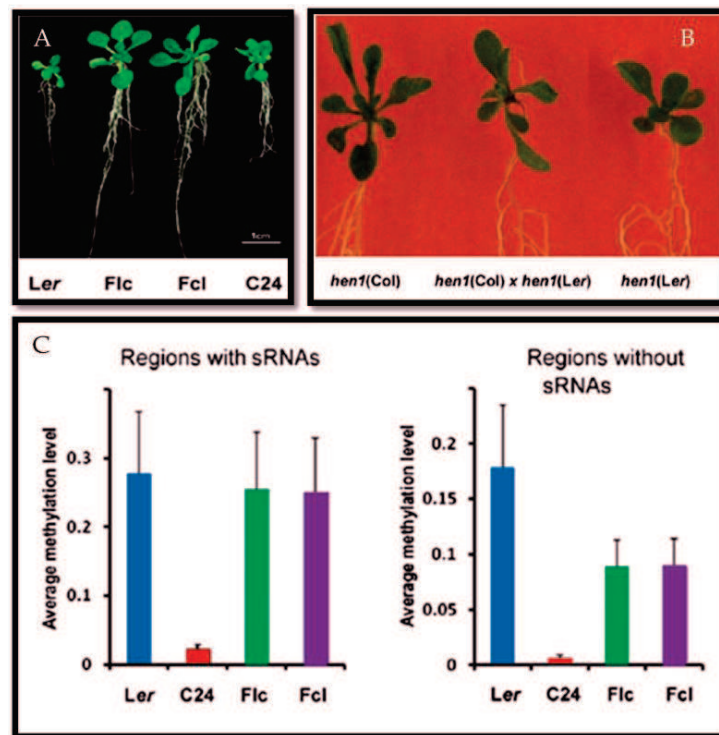 A
1cm
Ler Flc Fcl C24
B
hen1(Col) hen1(Col) x hen1(Ler) hen1(Ler)
C
Regions with sRNAs
Average methylation level
0.3
0.2
0.1
0
Ler C24 Flc Fcl
Regions without
sRNAs
Average methylation level
0.2
0.15
0.1
0.05
0
Ler C24 Flc Fcl